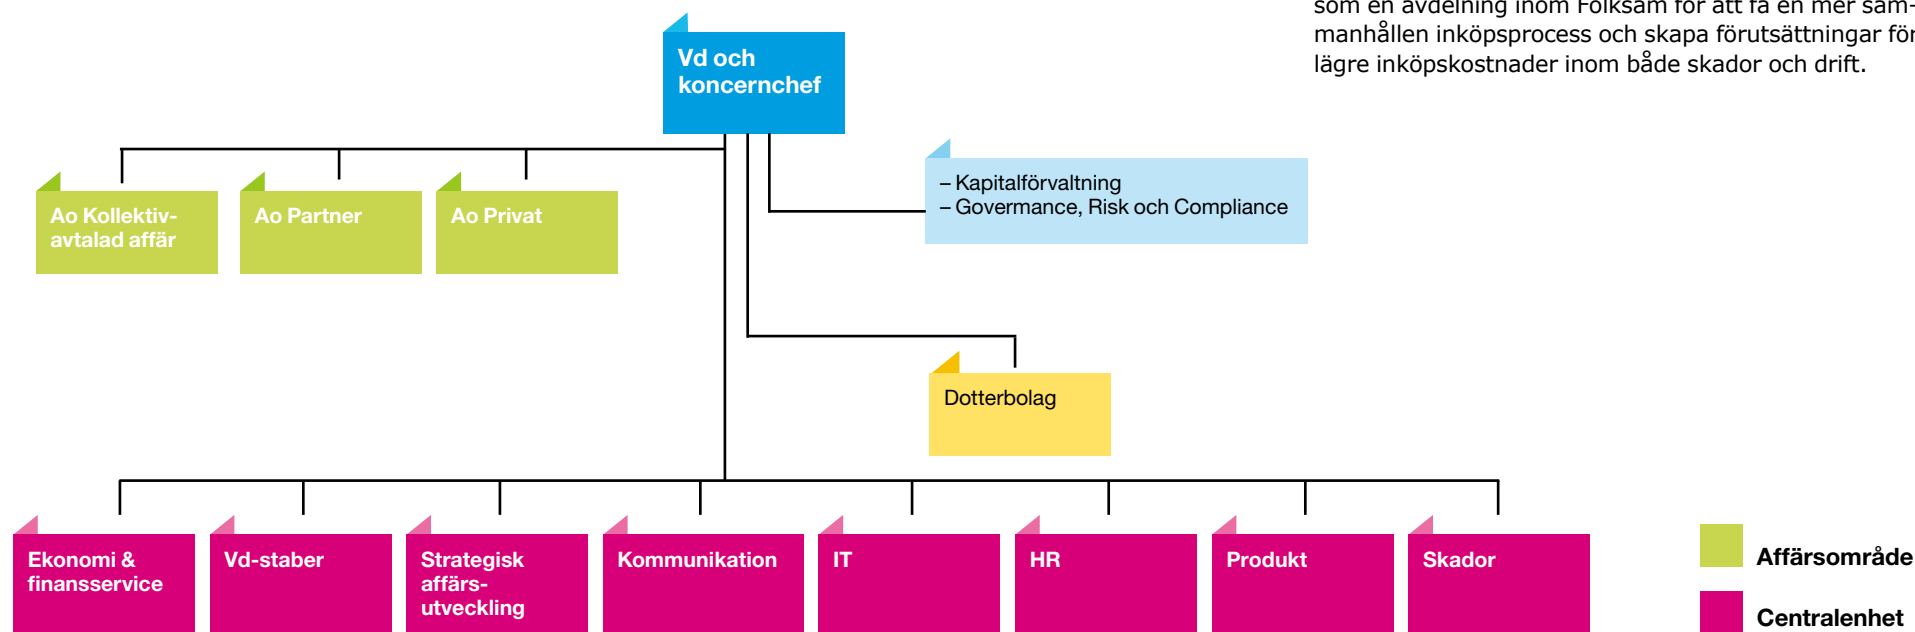 som en avdelning inom Folksam för att få en mer sam-
manhållen inköpsprocess och skapa förutsättningar för
lägre inköpskostnader inom både skador och drift.
Vd och
koncernchef
– Kapitalförvaltning
– Govermance, Risk och Compliance
Ao Kollektiv-
avtalad affär
Ao Partner
Ao Privat
Dotterbolag
Ekonomi &
finansservice
Vd-staber
Strategisk
affärs-
utveckling
Kommunikation
IT
HR
Produkt
Skador
Affärsområde
Centralenhet